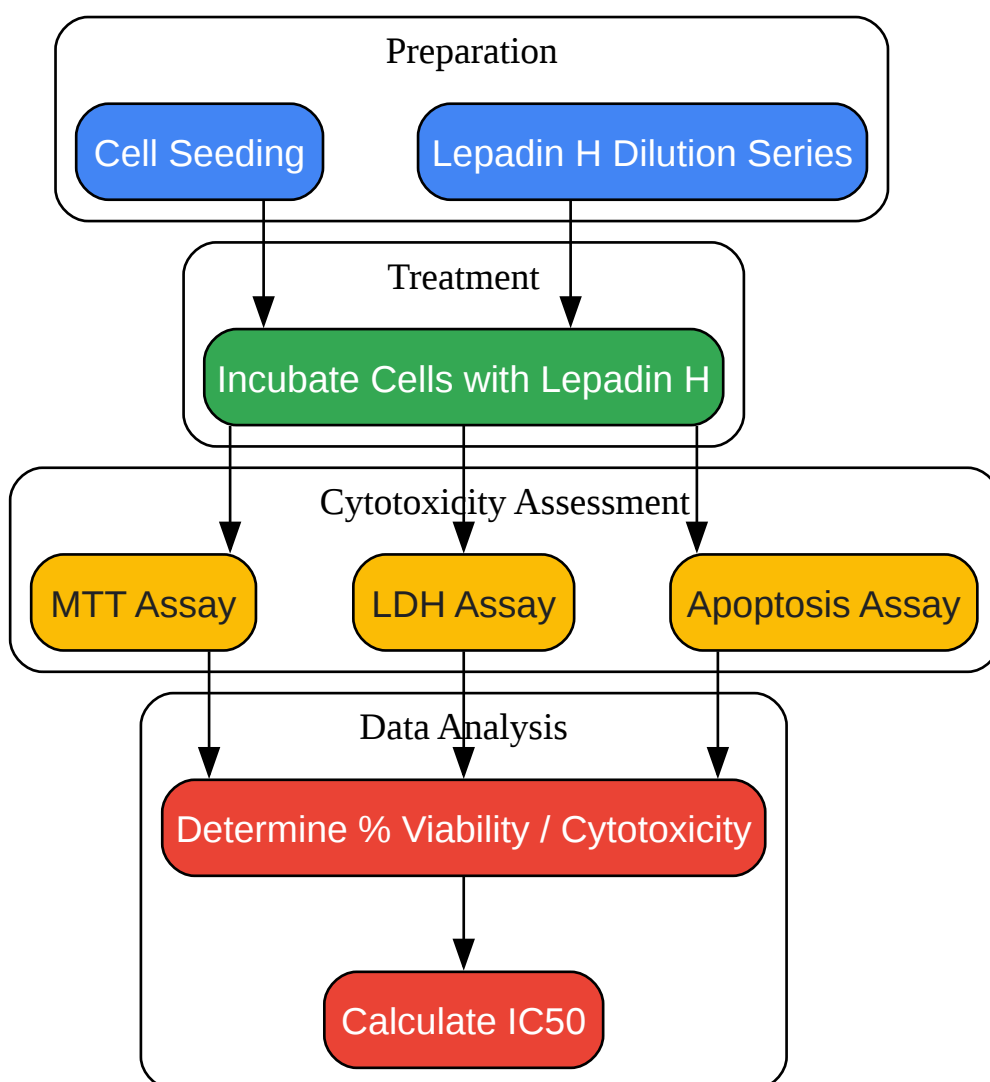 Preparation
Cell Seeding
Lepadin H Dilution Series
Treatment
Incubate Cells with Lepadin H
Cytotoxicity Assessment
MTT Assay
LDH Assay
Apoptosis Assay
Data Analysis
Determine % Viability / Cytotoxicity
Calculate IC50